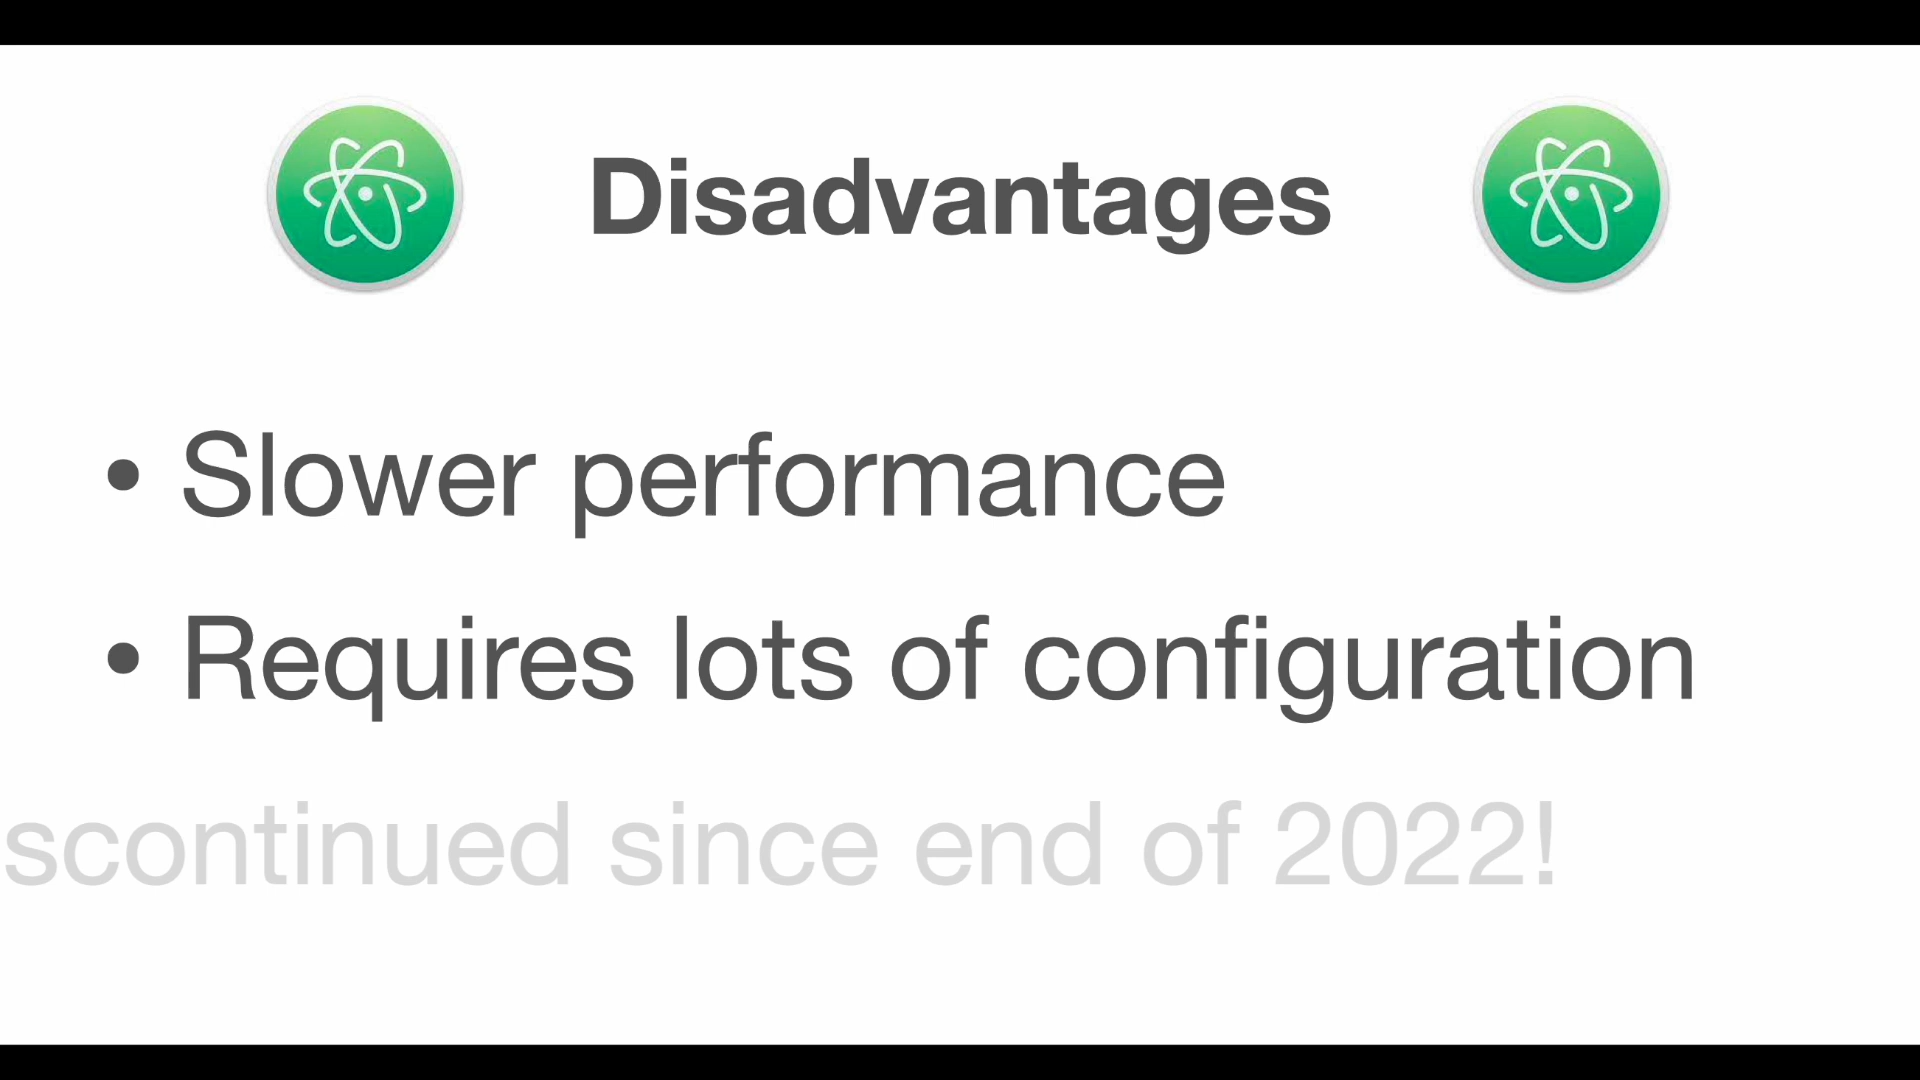 Disadvantages
• Slower performance
• Requires lots of configuration
scontinued since end of 2022!